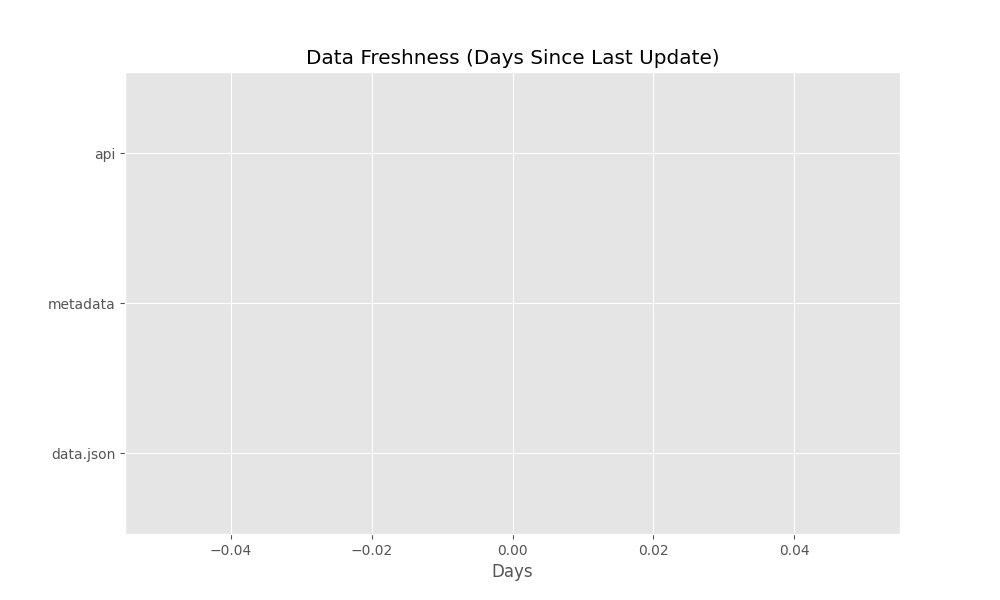 Data Freshness (Days Since Last Update)
api
metadata
data.json
−0.04 −0.02 0.00 0.02 0.04
Days